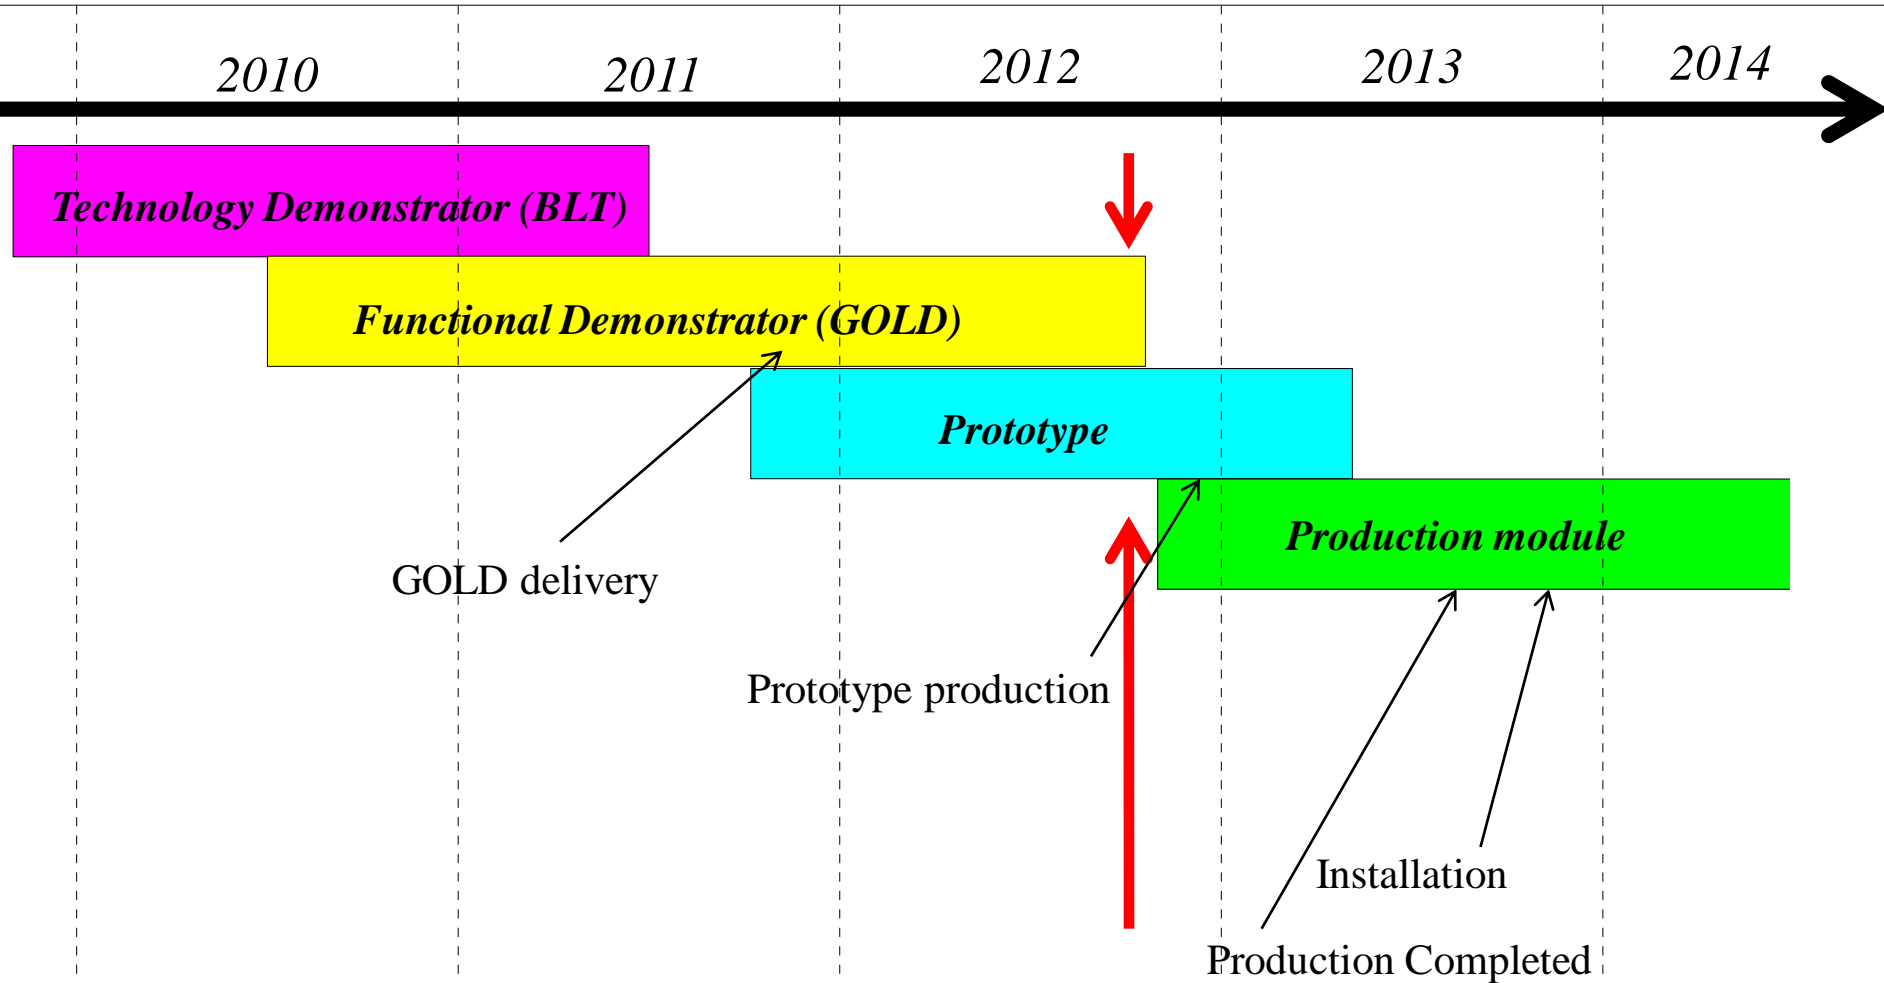 2010 2011 2012 2013 2014
Technology Demonstrator (BLT)
Functional Demonstrator (GOLD)
Prototype
Production module
GOLD delivery
Prototype production
Installation
Production Completed